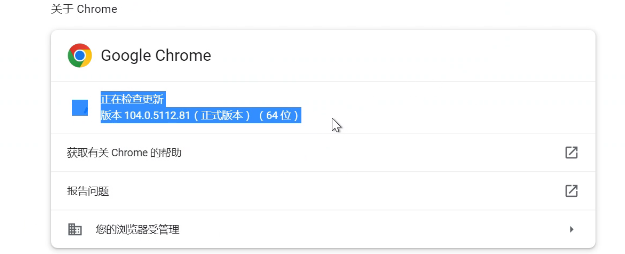 关于 Chrome
Google Chrome
正在检查更新
版本 104.0.5112.81（正式版本） （64 位）
获取有关 Chrome 的帮助
报告问题
您的浏览器受管理